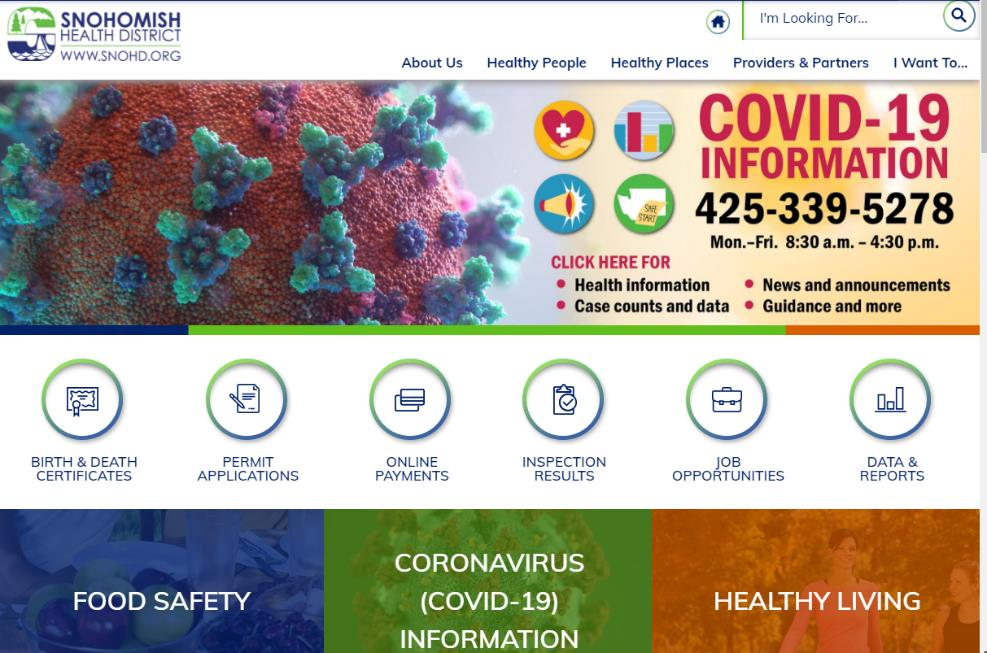 SNOHOMISH
HEALTH DISTRICT
WWW.SNOHD.ORG
I'm Looking For...
About Us
Healthy People
Healthy Places
Providers & Partners
I Want To...
COVID-19
INFORMATION
425-339-5278
Mon.–Fri. 8:30 a.m. – 4:30 p.m.
SAFE
START
CLICK HERE FOR
Health information
Case counts and data
News and announcements
Guidance and more
BIRTH & DEATH
CERTIFICATES
PERMIT
APPLICATIONS
ONLINE
PAYMENTS
INSPECTION
RESULTS
JOB
OPPORTUNITIES
DATA &
REPORTS
FOOD SAFETY
CORONAVIRUS
(COVID-19)
INFORMATION
HEALTHY LIVING